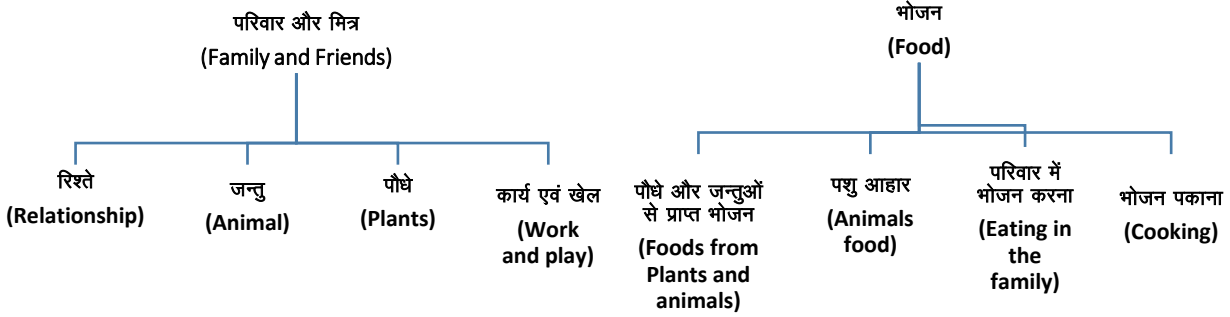 परिवार और मित्र
(Family and Friends)
रिश्ते
(Relationship)
जन्तु
(Animal)
पौधे
(Plants)
कार्य एवं खेल
(Work
and play)
भोजन
(Food)
पौधे और जन्तुओं
से प्राप्त भोजन
(Foods from
Plants and
animals)
पशु आहार
(Animals
food)
परिवार में
भोजन करना
(Eating in
the
family)
भोजन पकाना
(Cooking)